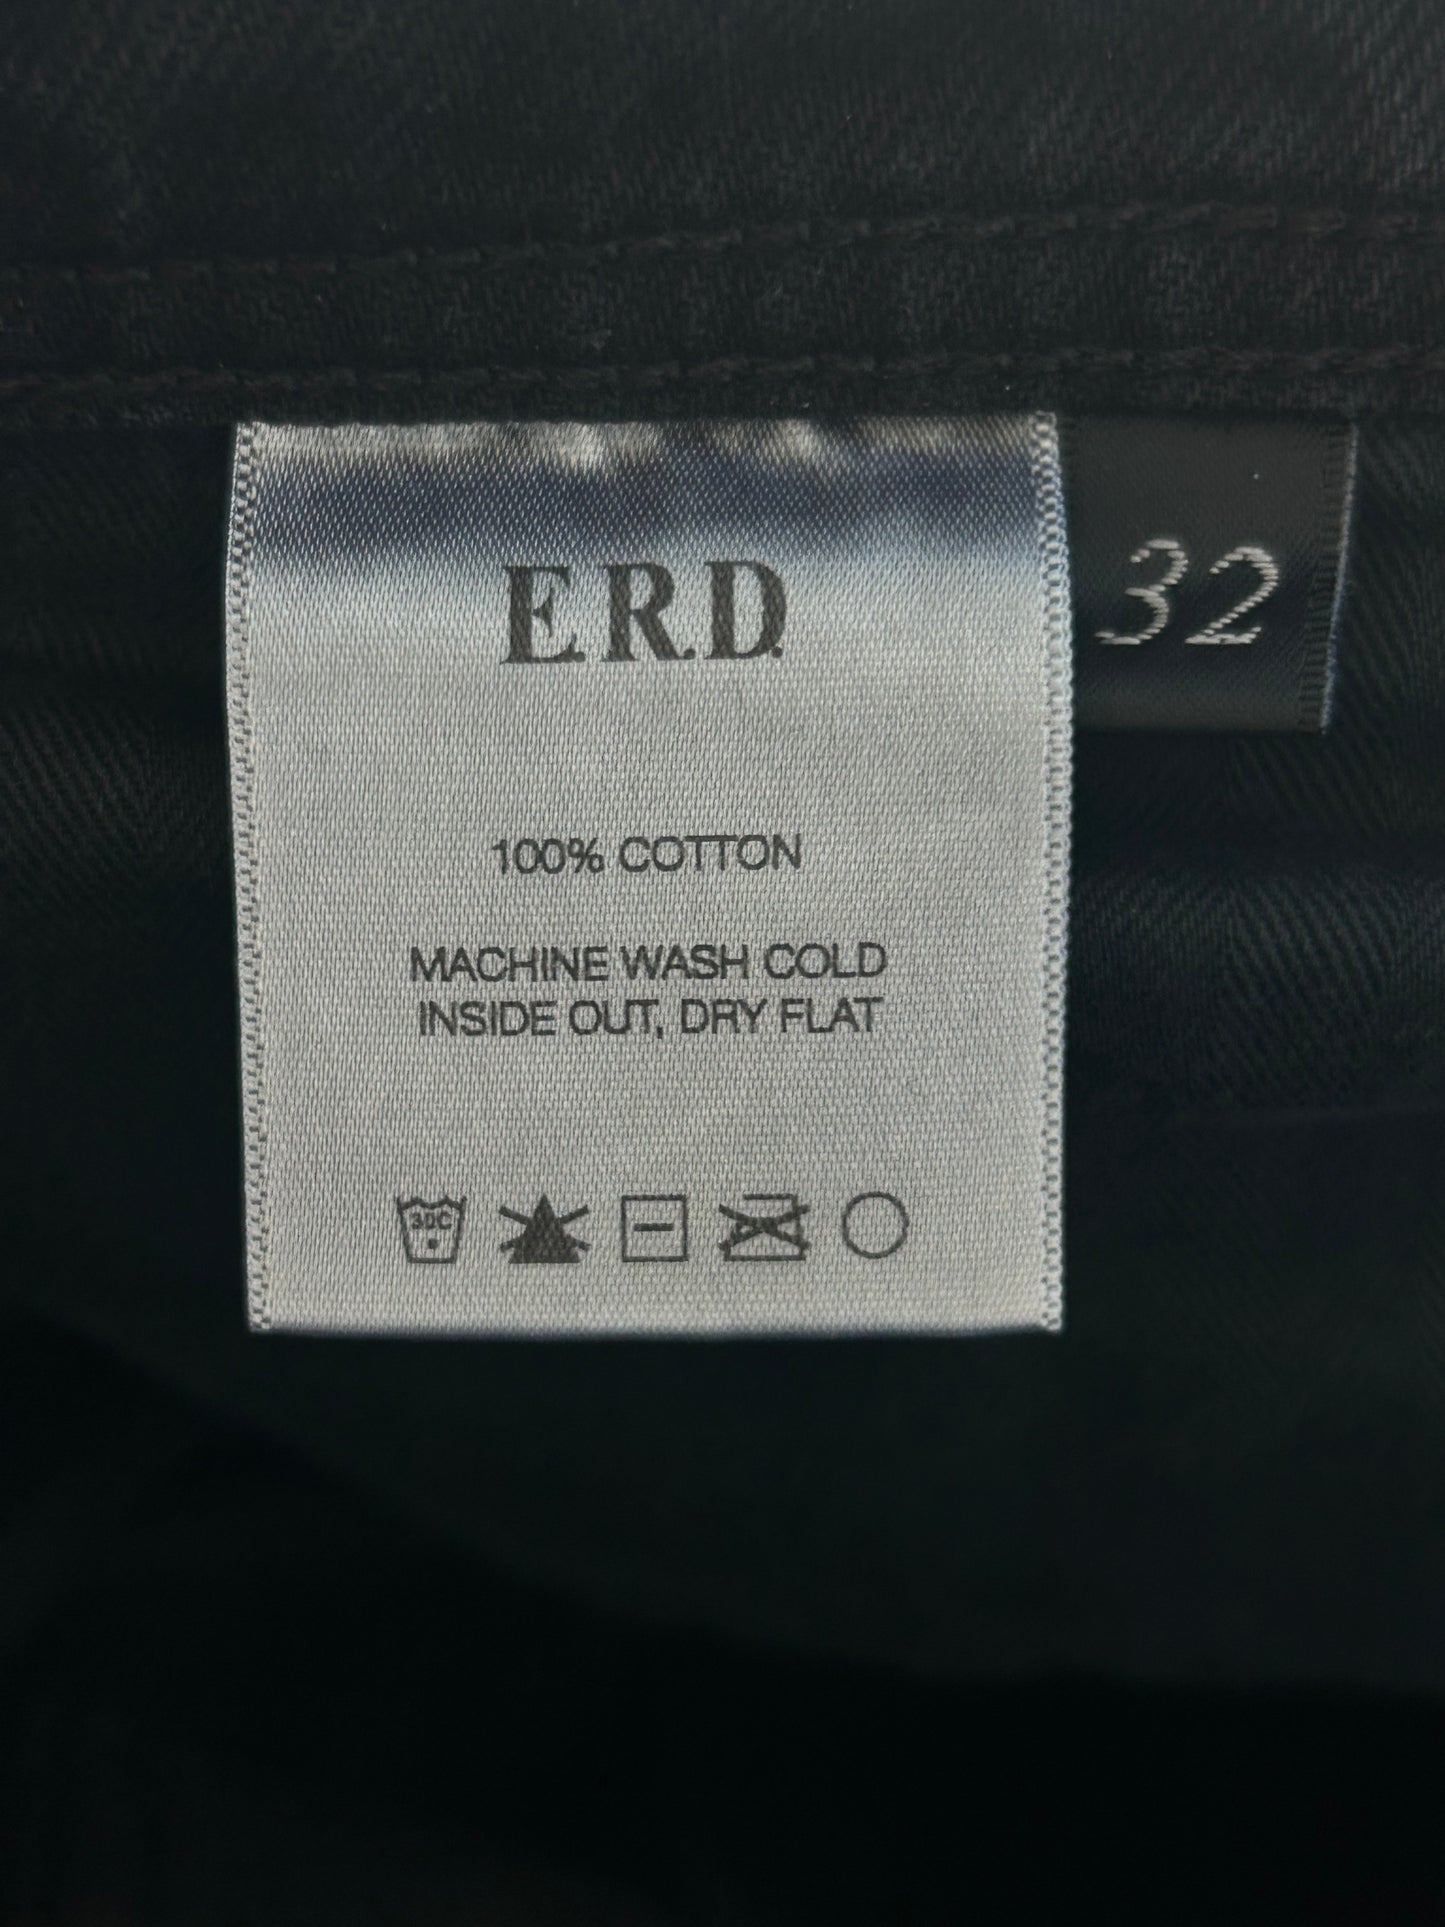 E.R.D.
32
100% COTTON
MACHINE WASH COLD
INSIDE OUT, DRY FLAT
30C